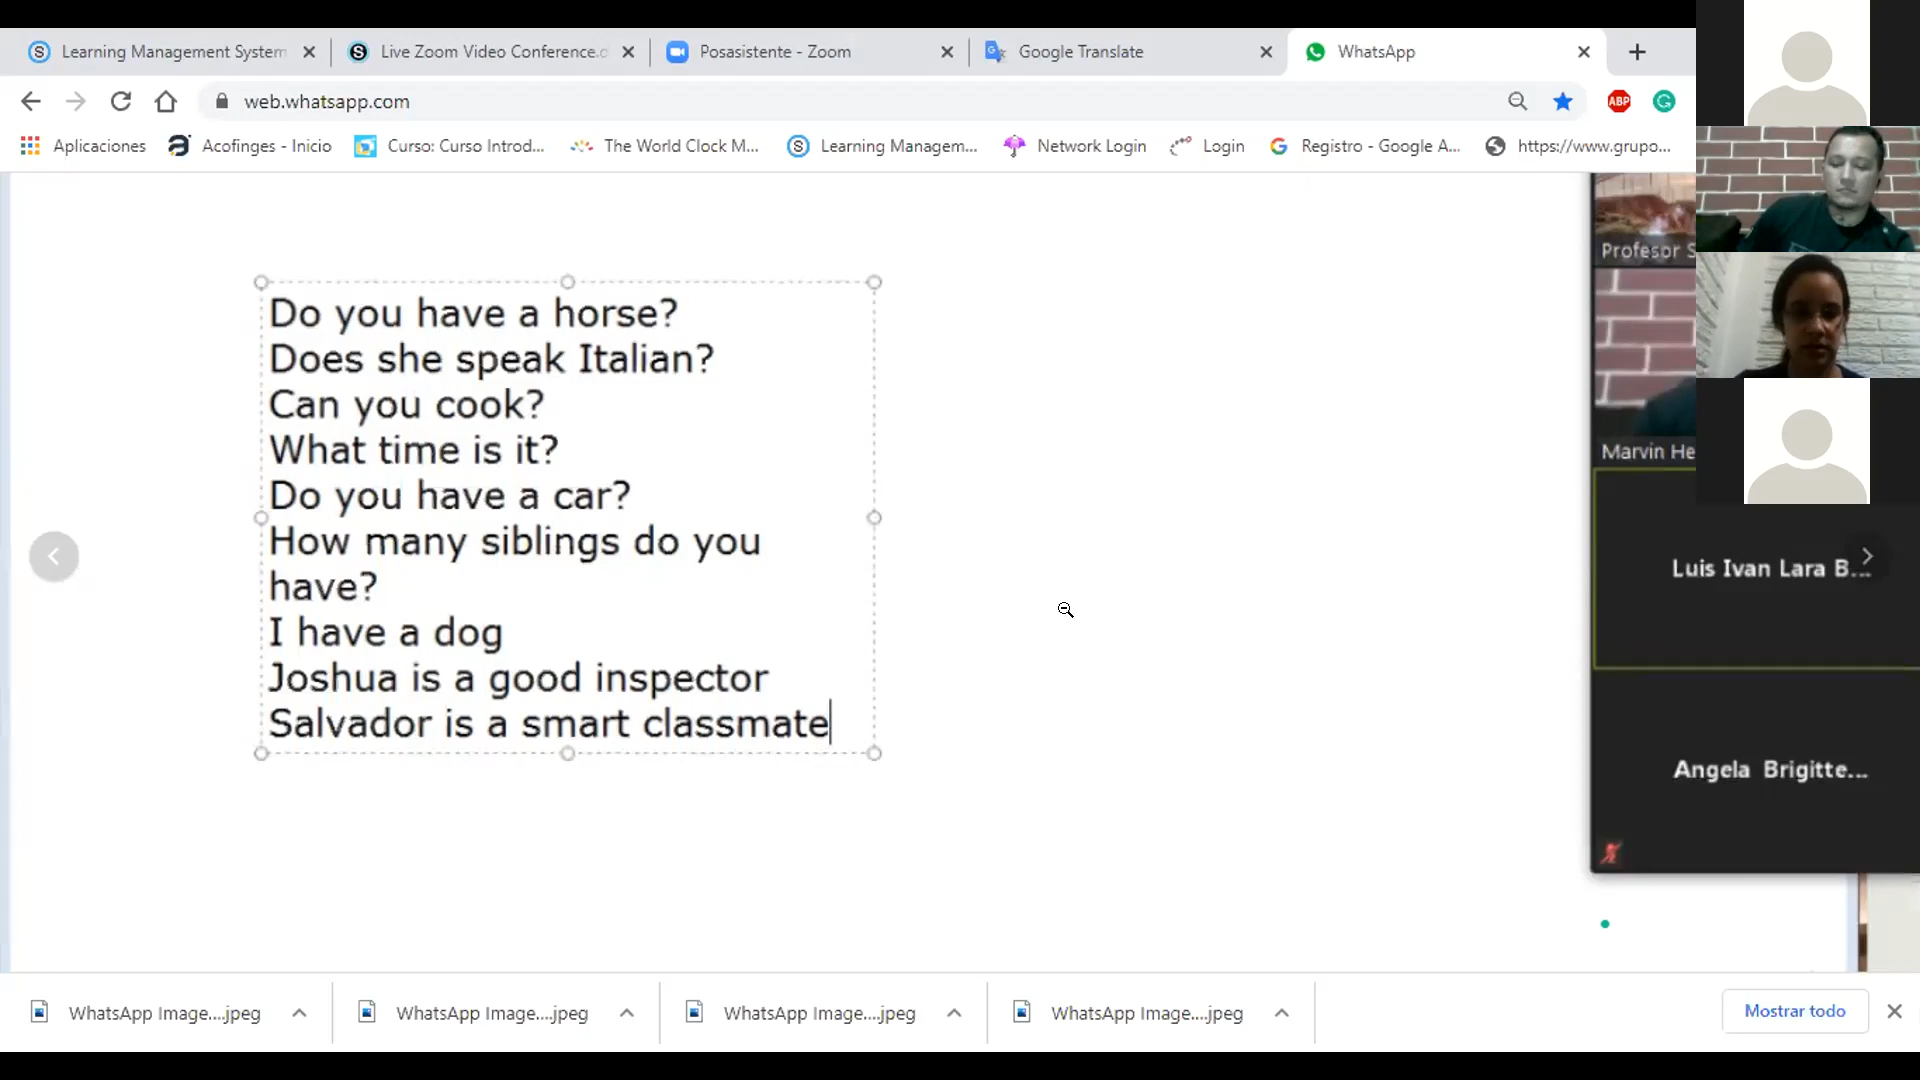 Learning Management System
Live Zoom Video Conference.
Posasistente - Zoom
Google Translate
WhatsApp
web.whatsapp.com
ABP
Aplicaciones
Acofinges - Inicio
Curso: Curso Introd...
The World Clock M...
Learning Managem...
Network Login
Login
Registro - Google A...
https://www.grupo...
Do you have a horse?
Does she speak Italian?
Can you cook?
What time is it?
Do you have a car?
How many siblings do you
have?
I have a dog
Joshua is a good inspector
Salvador is a smart classmate
Profesor S
Marvin He
Luis Ivan Lara B...
Angela Brigitte...
WhatsApp Image....jpeg
WhatsApp Image....jpeg
WhatsApp Image....jpeg
WhatsApp Image....jpeg
Mostrar todo